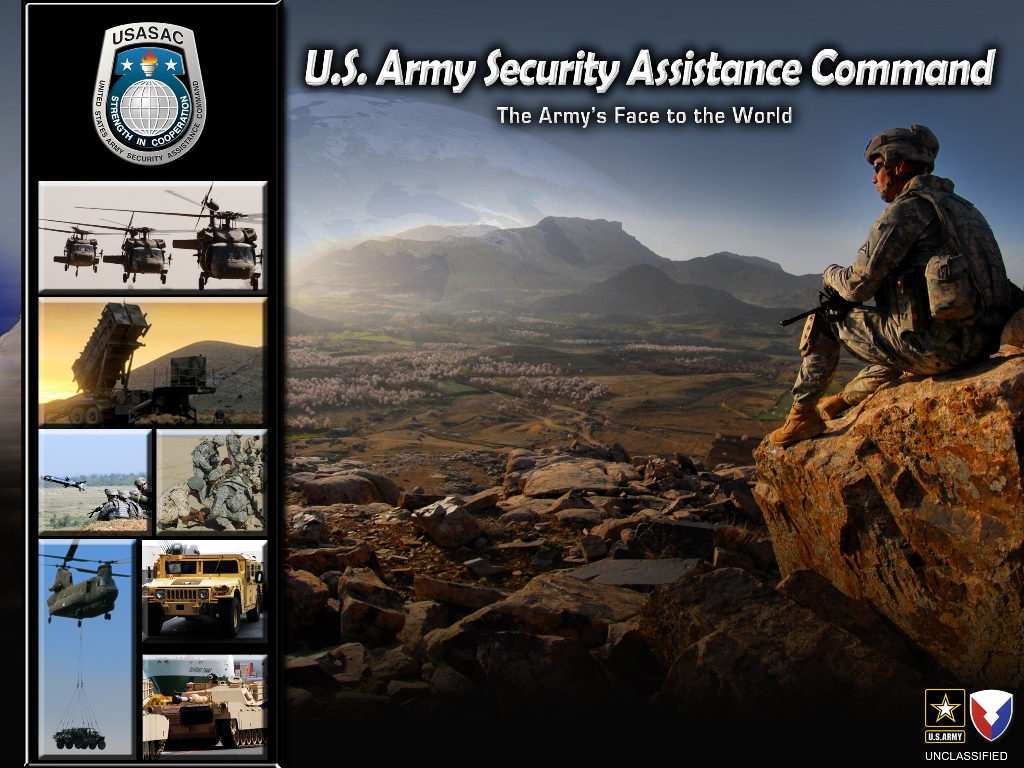 USASAC
UNITED STATES ARMY SECURITY ASSISTANCE COMMAND
STRENGTH IN COOPERATION
U.S. Army Security Assistance Command
The Army's Face to the World
U.S.ARMY
UNCLASSIFIED